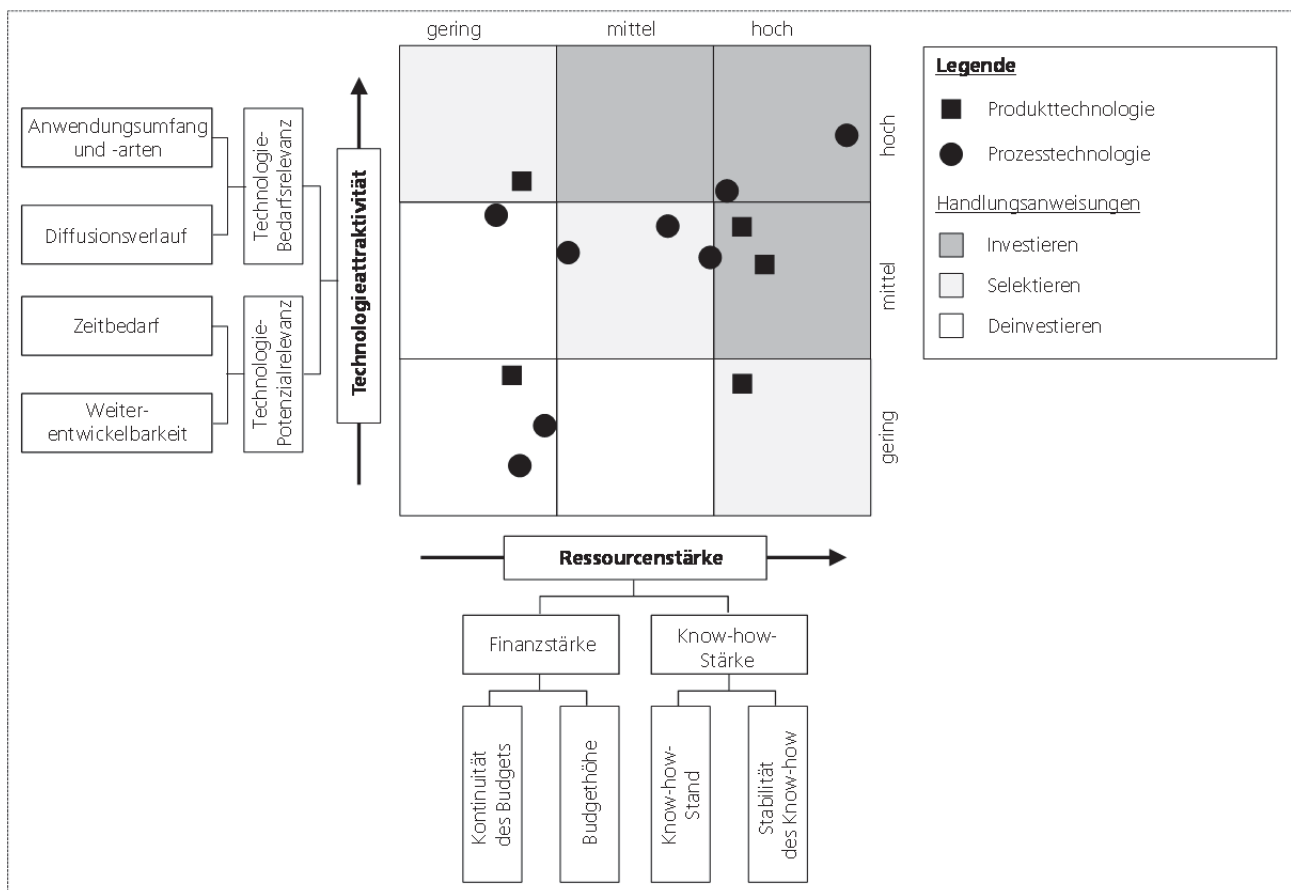 gering
mittel
hoch
Anwendungsumfang
und -arten
Diffusionsverlauf
Zeitbedarf
Weiter-
entwickelbarkeit
Technologie-
Bedarfsrelevanz
Technologie-
Potenzialrelevanz
Technologieattraktivität
hoch
mittel
gering
Legende
Produkttechnologie
Prozesstechnologie
Handlungsanweisungen
Investieren
Selektieren
Deinvestieren
Ressourcenstärke
Finanzstärke
Know-how-
Stärke
Kontinuität
des Budgets
Budgethöhe
Know-how-
Stand
Stabilität
des Know-how